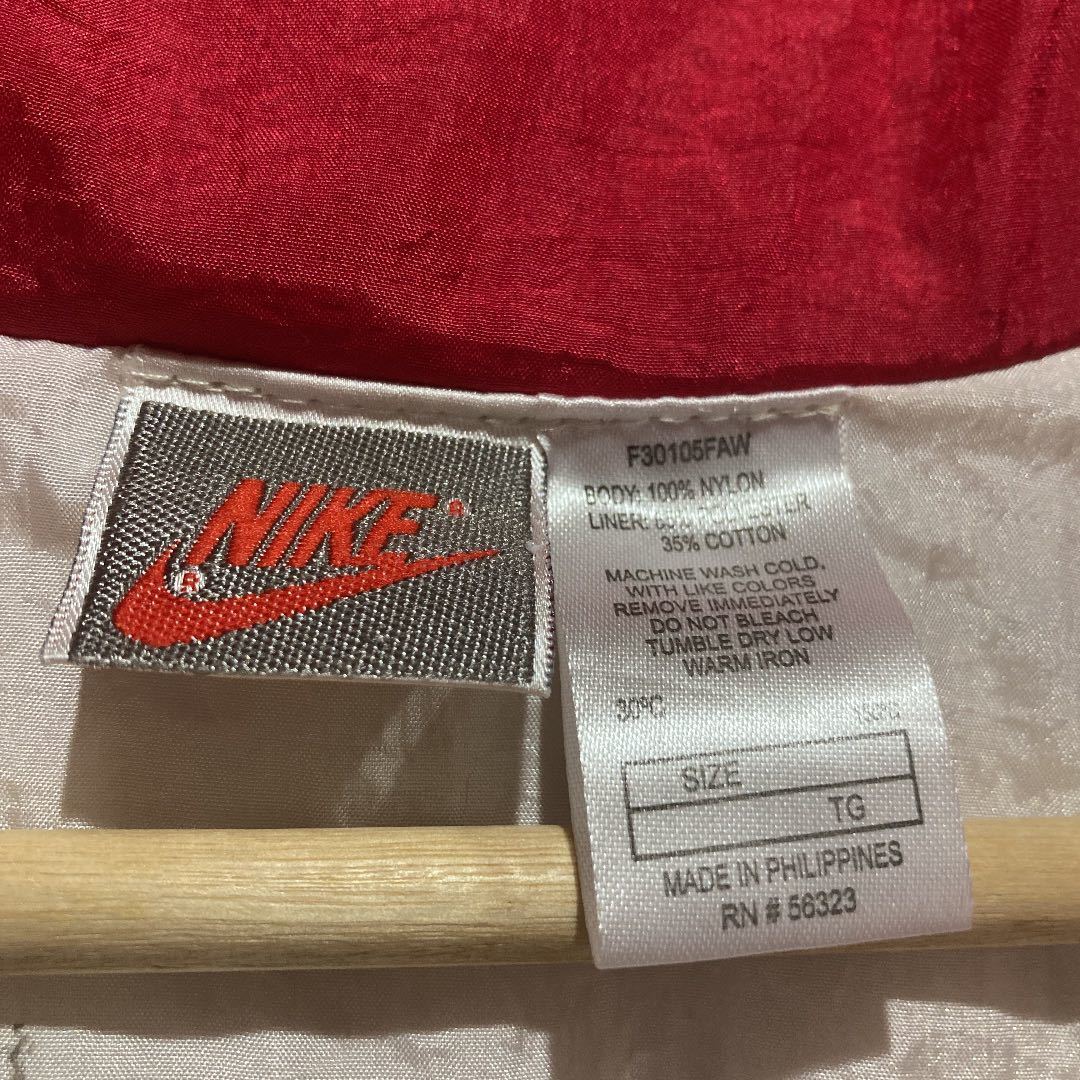 NIKE®
®
F30105FAW
BODY: 100% NYLON
LINER:
35% COTTON
MACHINE WASH COLD.
WITH LIKE COLORS
REMOVE IMMEDIATELY
DO NOT BLEACH
TUMBLE DRY LOW
WARM IRON
30ºC
SIZE
TG
MADE IN PHILIPPINES
RN # 56323